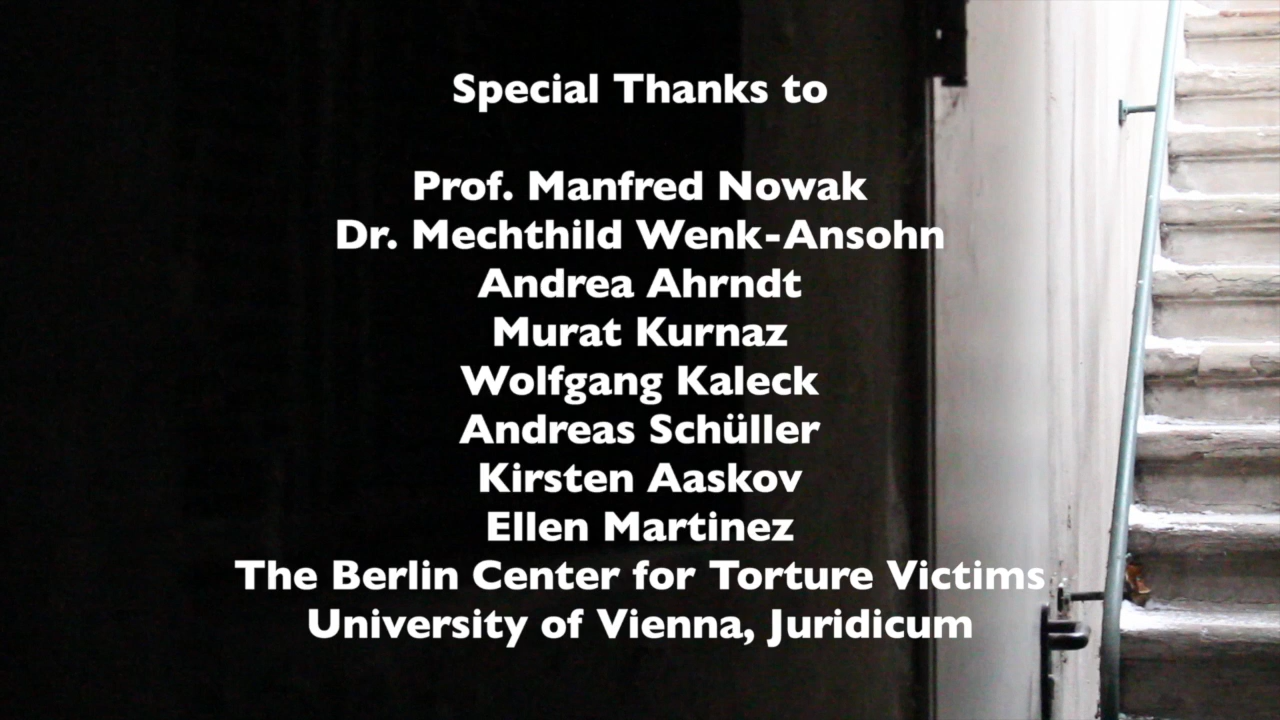 Special Thanks to
Prof. Manfred Nowak
Dr. Mechthild Wenk-Ansohn
Andrea Ahrndt
Murat Kurnaz
Wolfgang Kaleck
Andreas Schüller
Kirsten Aaskov
Ellen Martinez
The Berlin Center for Torture Victims
University of Vienna, Juridicum